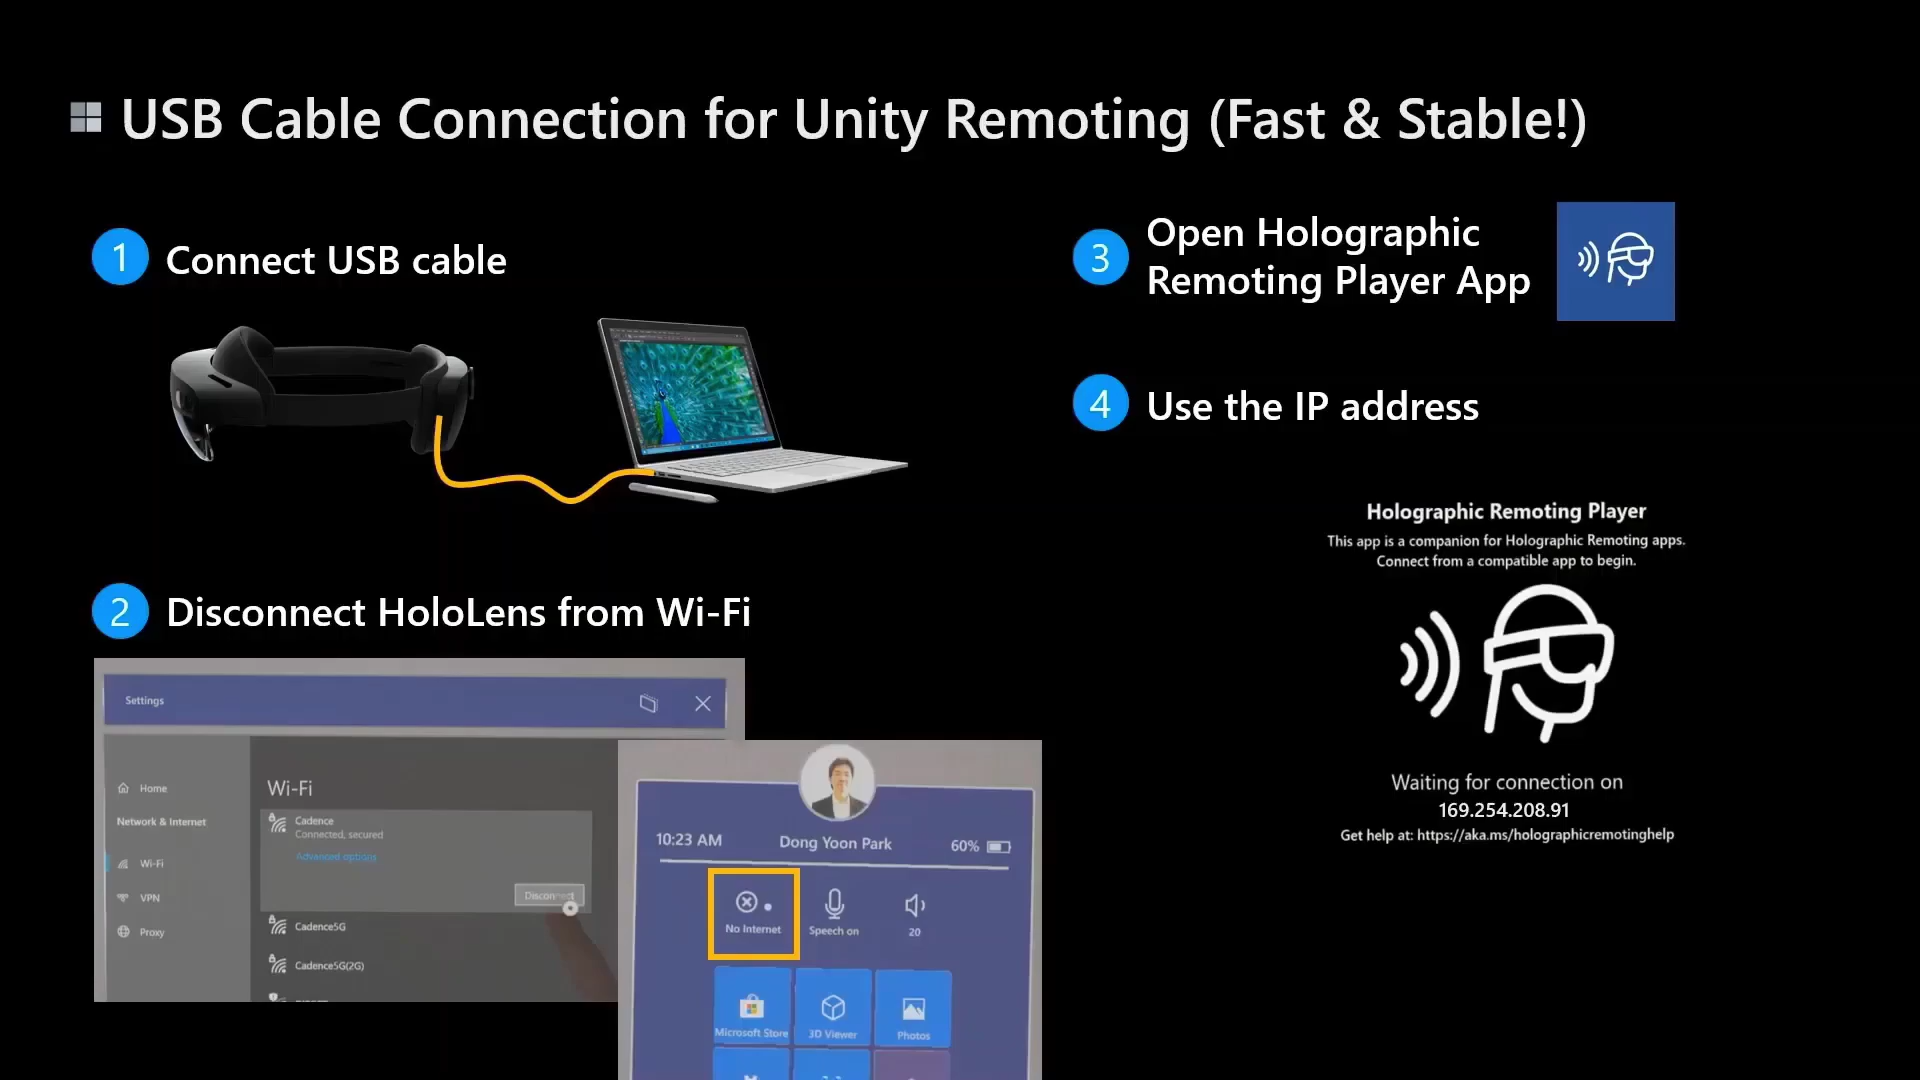 USB Cable Connection for Unity Remoting (Fast & Stable!)
1 Connect USB cable
2 Disconnect HoloLens from Wi-Fi
Settings
Home
Network & Internet
Wi-Fi
VPN
Proxy
Wi-Fi
Cadence
Connected, secured
Advanced options
Disconnect
Cadence5G
Cadence5G(2G)
10:23 AM
Dong Yoon Park
60%
No Internet
Speech on
20
Microsoft Store
3D Viewer
Photos
3 Open Holographic
Remoting Player App
4 Use the IP address
Holographic Remoting Player
This app is a companion for Holographic Remoting apps.
Connect from a compatible app to begin.
Waiting for connection on
169.254.208.91
Get help at: https://aka.ms/holographicremotinghelp